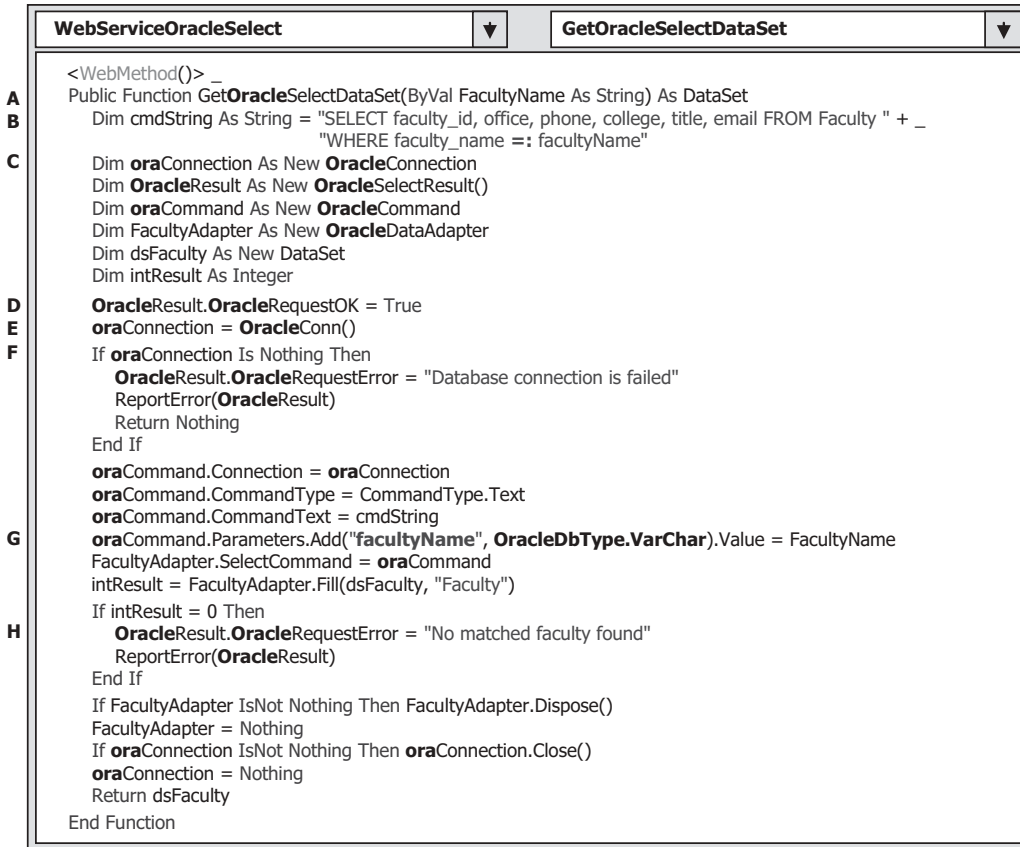 WebServiceOracleSelect GetOracleSelectDataSet
<WebMethod()> _
A Public Function GetOracleSelectDataSet(ByVal FacultyName As String) As DataSet
B Dim cmdString As String = "SELECT faculty_id, office, phone, college, title, email FROM Faculty " + _
"WHERE faculty_name =: facultyName"
C Dim oraConnection As New OracleConnection
Dim OracleResult As New OracleSelectResult()
Dim oraCommand As New OracleCommand
Dim FacultyAdapter As New OracleDataAdapter
Dim dsFaculty As New DataSet
Dim intResult As Integer
D OracleResult.OracleRequestOK = True
E oraConnection = OracleConn()
F If oraConnection Is Nothing Then
OracleResult.OracleRequestError = "Database connection is failed"
ReportError(OracleResult)
Return Nothing
End If
oraCommand.Connection = oraConnection
oraCommand.CommandType = CommandType.Text
oraCommand.CommandText = cmdString
G oraCommand.Parameters.Add("facultyName", OracleDbType.VarChar).Value = FacultyName
FacultyAdapter.SelectCommand = oraCommand
intResult = FacultyAdapter.Fill(dsFaculty, "Faculty")
If intResult = 0 Then
H OracleResult.OracleRequestError = "No matched faculty found"
ReportError(OracleResult)
End If
If FacultyAdapter IsNot Nothing Then FacultyAdapter.Dispose()
FacultyAdapter = Nothing
If oraConnection IsNot Nothing Then oraConnection.Close()
oraConnection = Nothing
Return dsFaculty
End Function